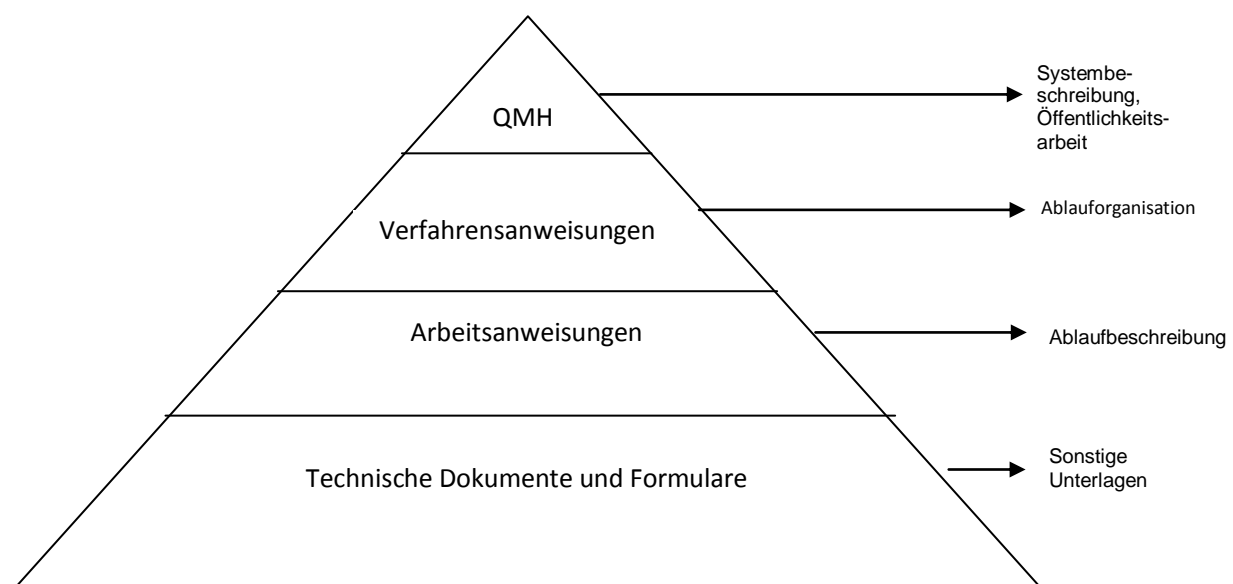 QMH
Systembe-
schreibung,
Öffentlichkeits-
arbeit
Verfahrensanweisungen
Ablauforganisation
Arbeitsanweisungen
Ablaufbeschreibung
Technische Dokumente und Formulare
Sonstige
Unterlagen